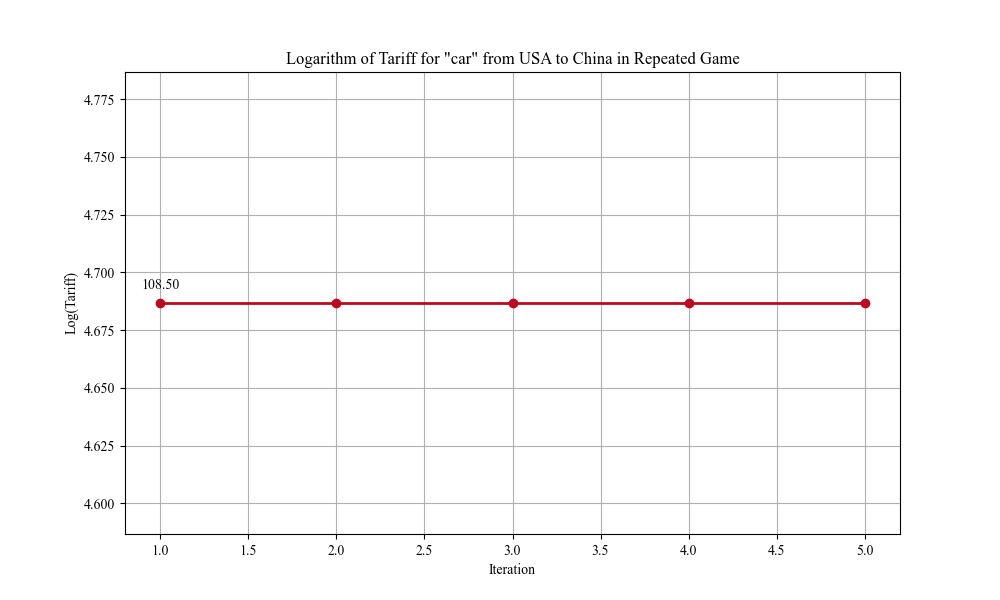 Logarithm of Tariff for "car" from USA to China in Repeated Game
Log(Tariff)
4.775
4.750
4.725
4.700
4.675
4.650
4.625
4.600
108.50
1.0 1.5 2.0 2.5 3.0 3.5 4.0 4.5 5.0
Iteration